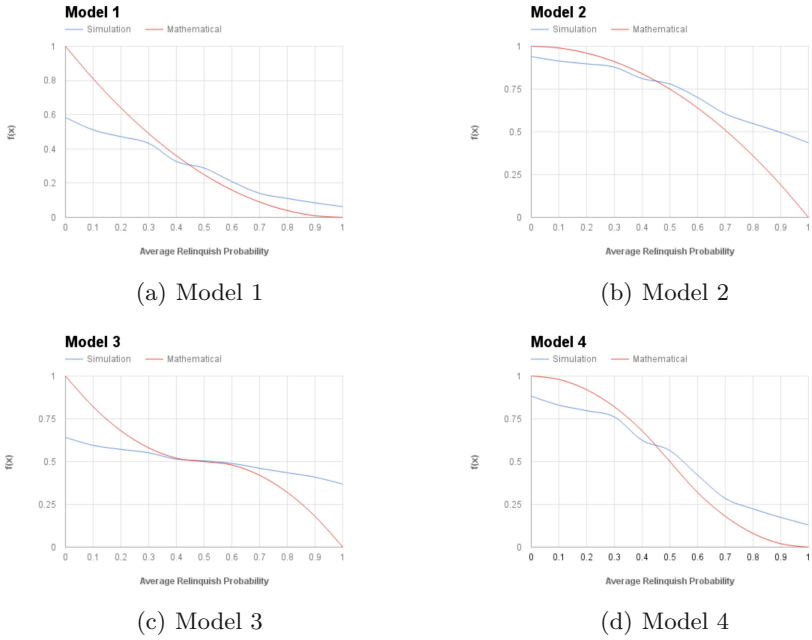 Model 1
Simulation Mathematical
1
0.8
0.6
0.4
0.2
0
f(x)
0 0.1 0.2 0.3 0.4 0.5 0.6 0.7 0.8 0.9 1
Average Relinquish Probability
(a) Model 1
Model 2
Simulation Mathematical
1
0.75
0.5
0.25
0
f(x)
0 0.1 0.2 0.3 0.4 0.5 0.6 0.7 0.8 0.9 1
Average Relinquish Probability
(b) Model 2
Model 3
Simulation Mathematical
1
0.75
0.5
0.25
0
f(x)
0 0.1 0.2 0.3 0.4 0.5 0.6 0.7 0.8 0.9 1
Average Relinquish Probability
(c) Model 3
Model 4
Simulation Mathematical
1
0.75
0.5
0.25
0
f(x)
0 0.1 0.2 0.3 0.4 0.5 0.6 0.7 0.8 0.9 1
Average Relinquish Probability
(d) Model 4